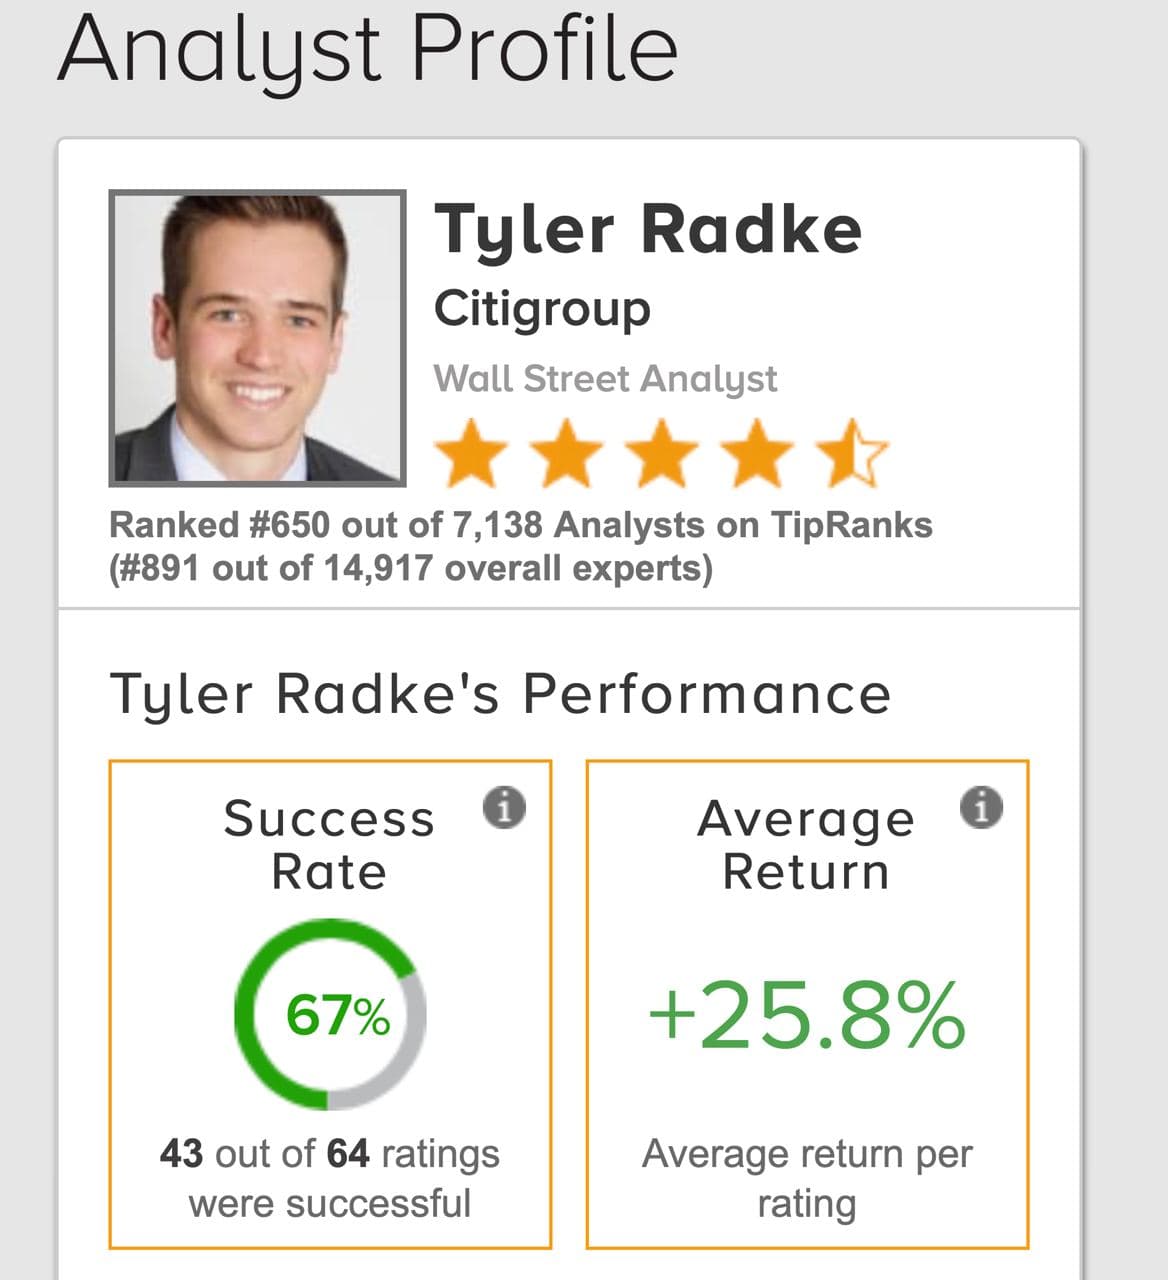 Analyst Profile
Tyler Radke
Citigroup
Wall Street Analyst
Ranked #650 out of 7,138 Analysts on TipRanks
(#891 out of 14,917 overall experts)
Tyler Radke's Performance
Success
Rate
67%
43 out of 64 ratings
were successful
Average
Return
+25.8%
Average return per
rating